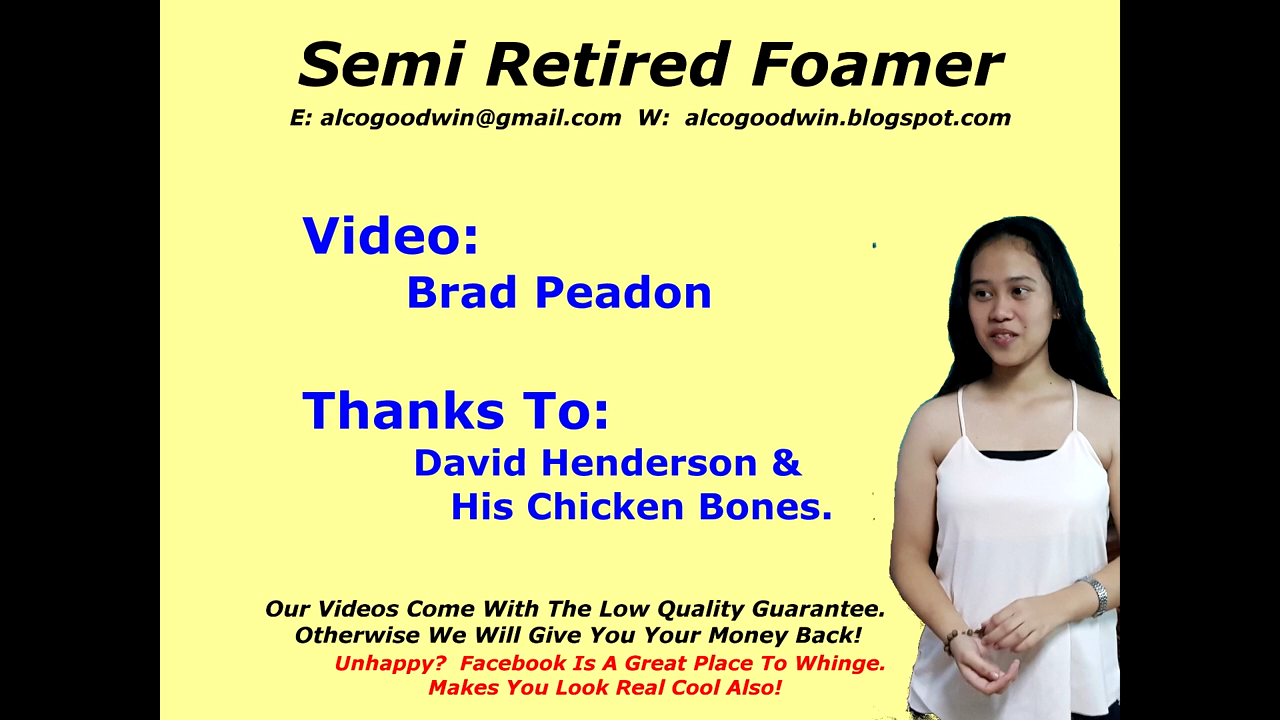 Semi Retired Foamer
E: alcogoodwin@gmail.com W: alcogoodwin.blogspot.com
Video:
Brad Peadon
Thanks To:
David Henderson &
His Chicken Bones.
Our Videos Come With The Low Quality Guarantee.
Otherwise We Will Give You Your Money Back!
Unhappy? Facebook Is A Great Place To Whinge.
Makes You Look Real Cool Also!